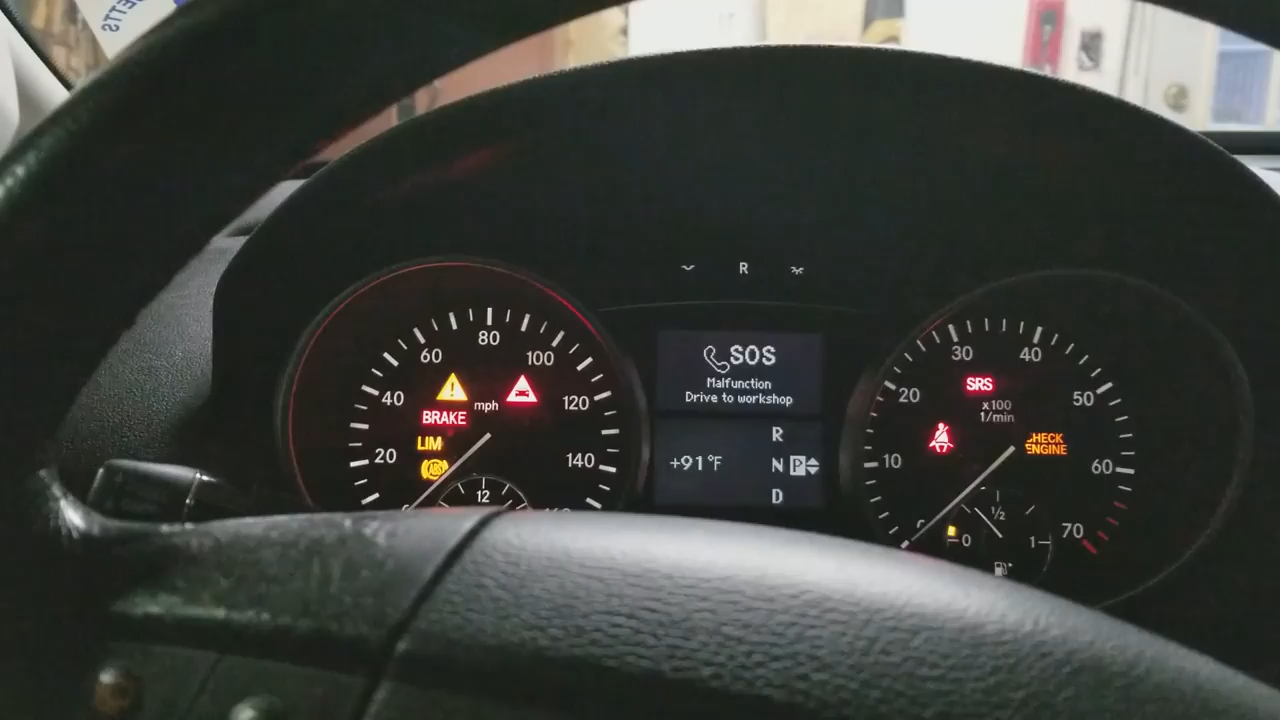 R
80
60
100
40
mph
120
BRAKE
LIM
20
ABS
140
12
SOS
Malfunction
Drive to workshop
R
+91°F
N P
D
30
40
20
SRS
50
x100
1/min
CHECK
ENGINE
10
60
1/2
0
1
70